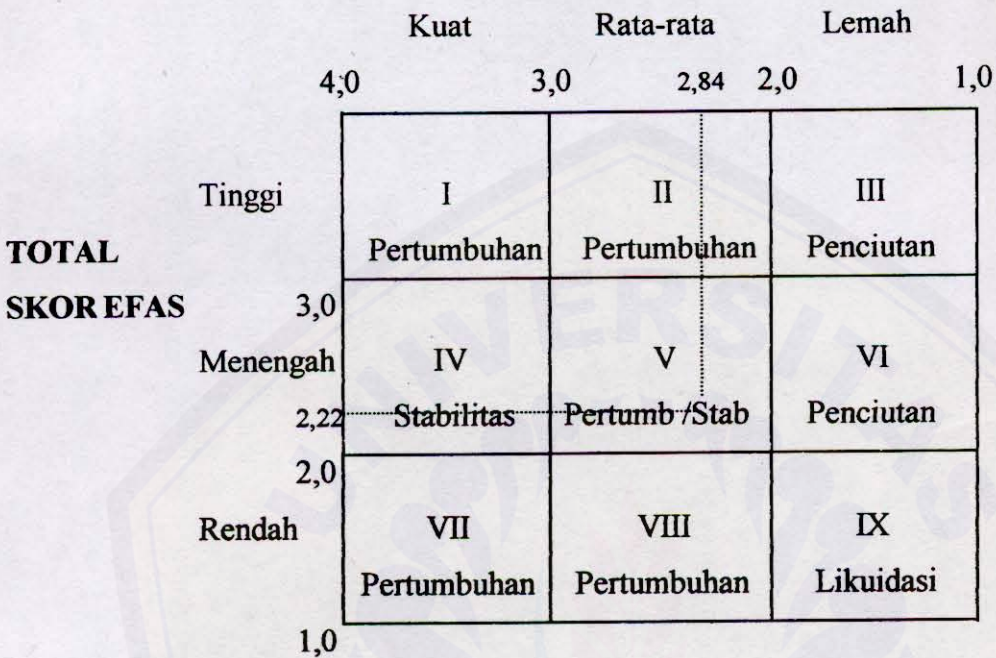 Kuat Rata-rata Lemah
4,0 3,0 2,84 2,0 1,0
Tinggi I II III
TOTAL Pertumbuhan Pertumbuhan Penciutan
SKOR EFAS 3,0
Menengah IV V VI
2,22 Stabilitas Pertumb /Stab Penciutan
2,0
Rendah VII VIII IX
Pertumbuhan Pertumbuhan Likuidasi
1,0
UNIVERSITAS